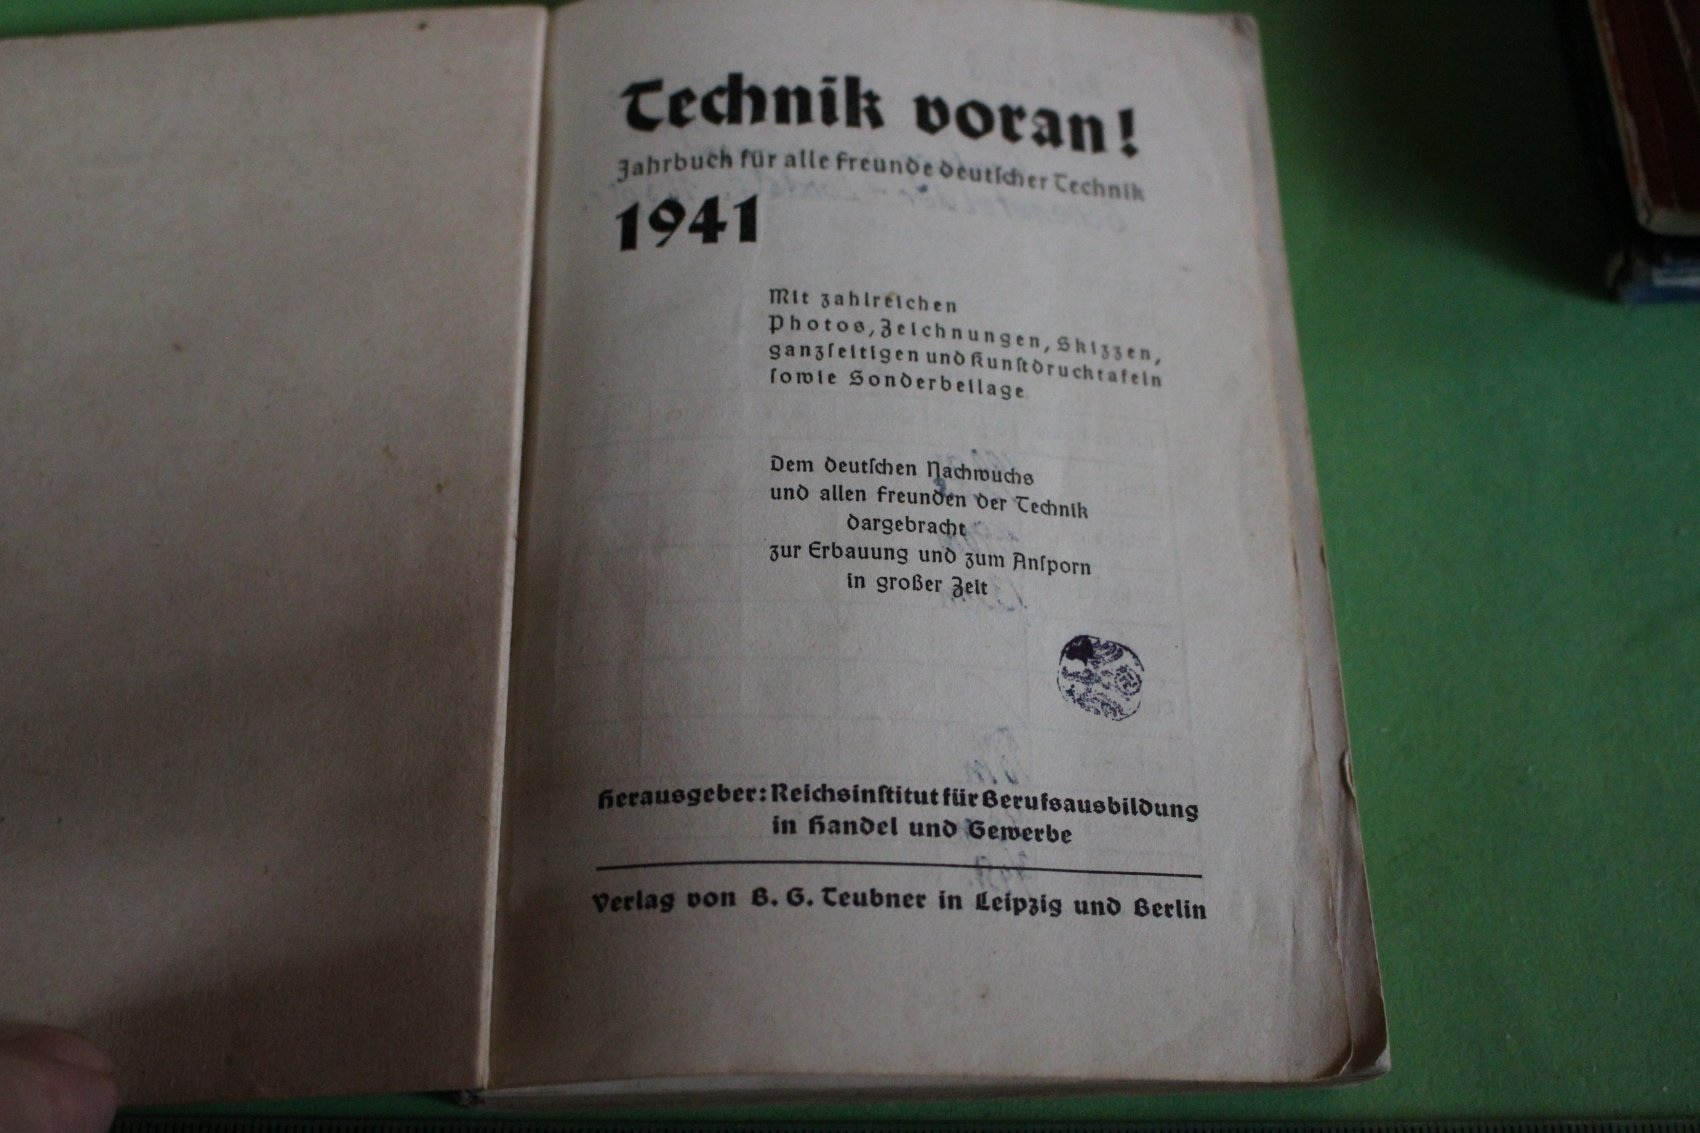 Technik voran!
Jahrbuch für alle Freunde deutſcher Technik
1941
Mit zahlreichen
Photos, Zeichnungen, Skizzen,
ganzſeitigen und Kunſtdrucktafeln
ſowie Sonderbeilage
Dem deutſchen Nachwuchs
und allen Freunden der Technik
dargebracht
zur Erbauung und zum Anſporn
in großer Zeit
Herausgeber: Reichsinſtitut für Berufsausbildung
in Handel und Gewerbe
Verlag von B. G. Teubner in Leipzig und Berlin